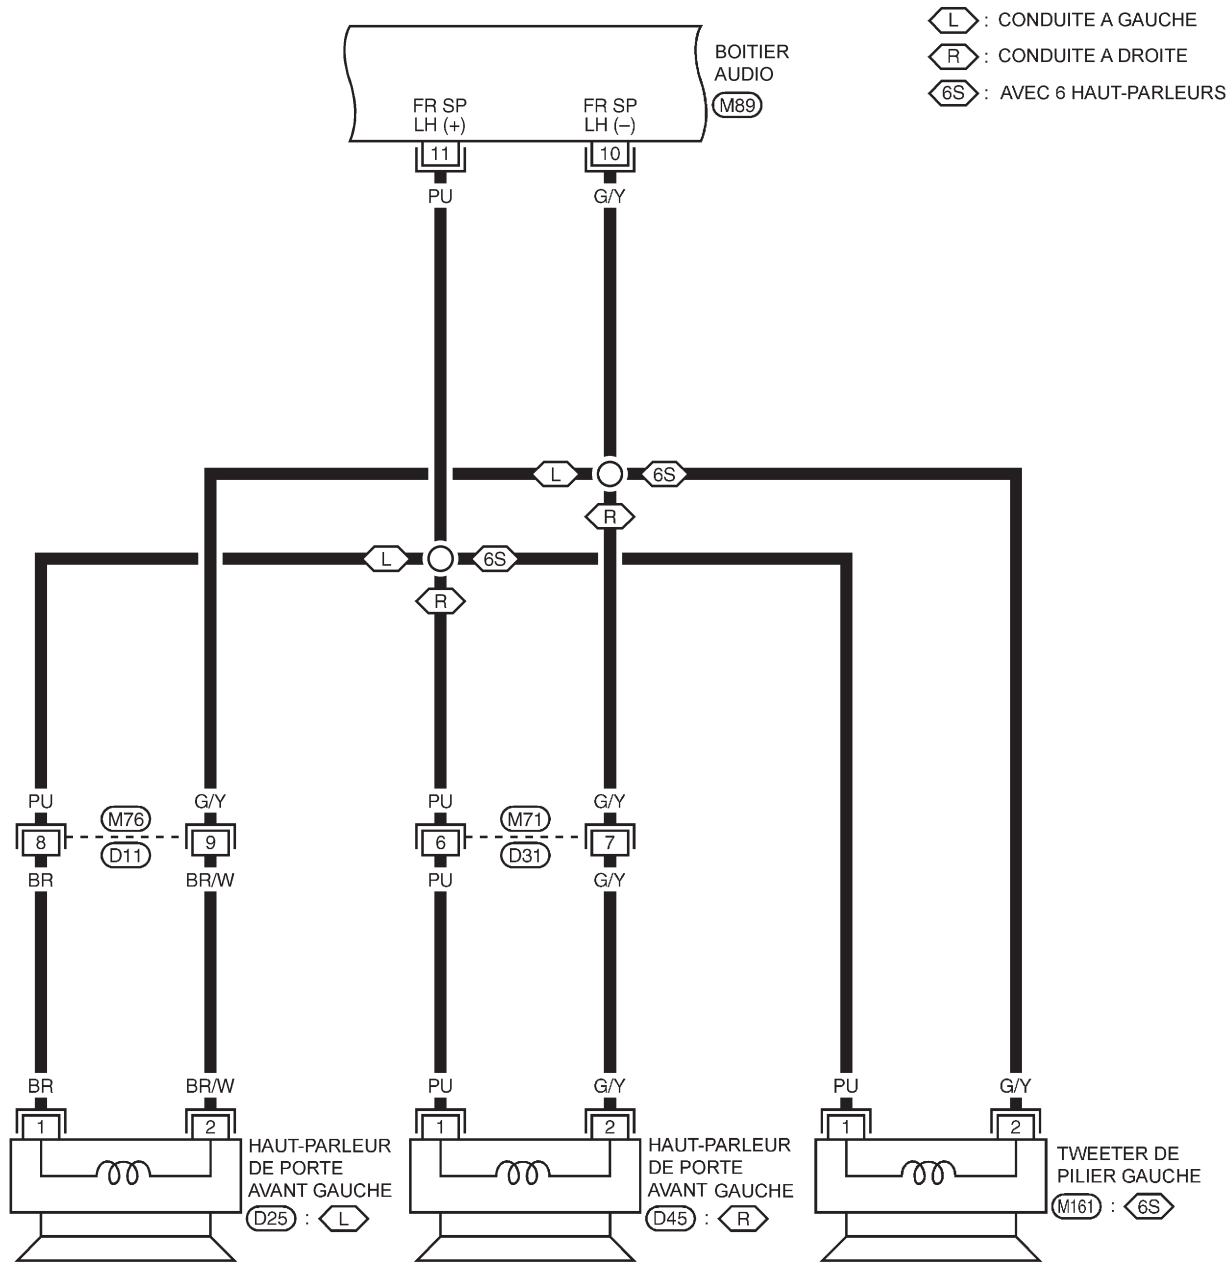 L : CONDUITE A GAUCHE
R : CONDUITE A DROITE
6S : AVEC 6 HAUT-PARLEURS
BOITIER
AUDIO
M89
FR SP
LH (+)
FR SP
LH (–)
11
10
PU
G/Y
L
6S
R
L
6S
R
PU
G/Y
PU
G/Y
M76
M71
8
9
6
7
D11
D31
BR
BR/W
PU
G/Y
BR
BR/W
PU
G/Y
PU
G/Y
1
2
1
2
1
2
HAUT-PARLEUR
DE PORTE
AVANT GAUCHE
D25 : L
HAUT-PARLEUR
DE PORTE
AVANT GAUCHE
D45 : R
TWEETER DE
PILIER GAUCHE
M161 : 6S